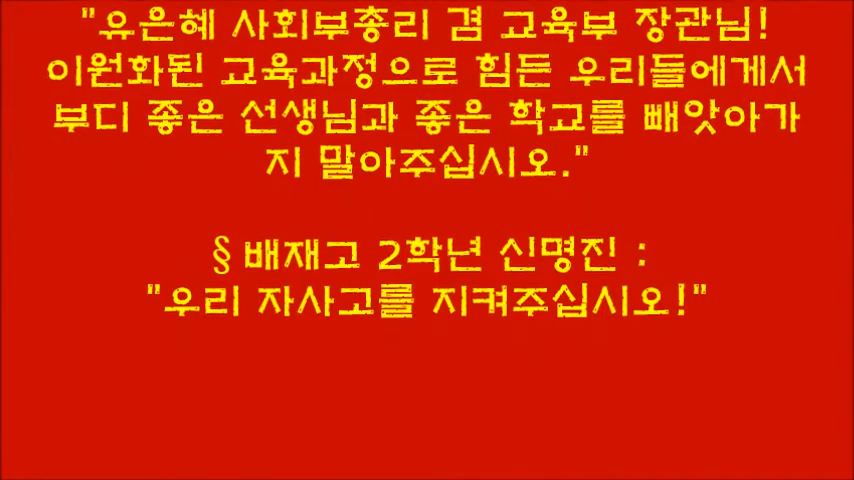 "유은혜 사회부총리 겸 교육부 장관님!
이원화된 교육과정으로 힘든 우리들에게서
부디 좋은 선생님과 좋은 학교를 빼앗아가
지 말아주십시오."
§ 배재고 2학년 신명진 :
"우리 자사고를 지켜주십시오!"